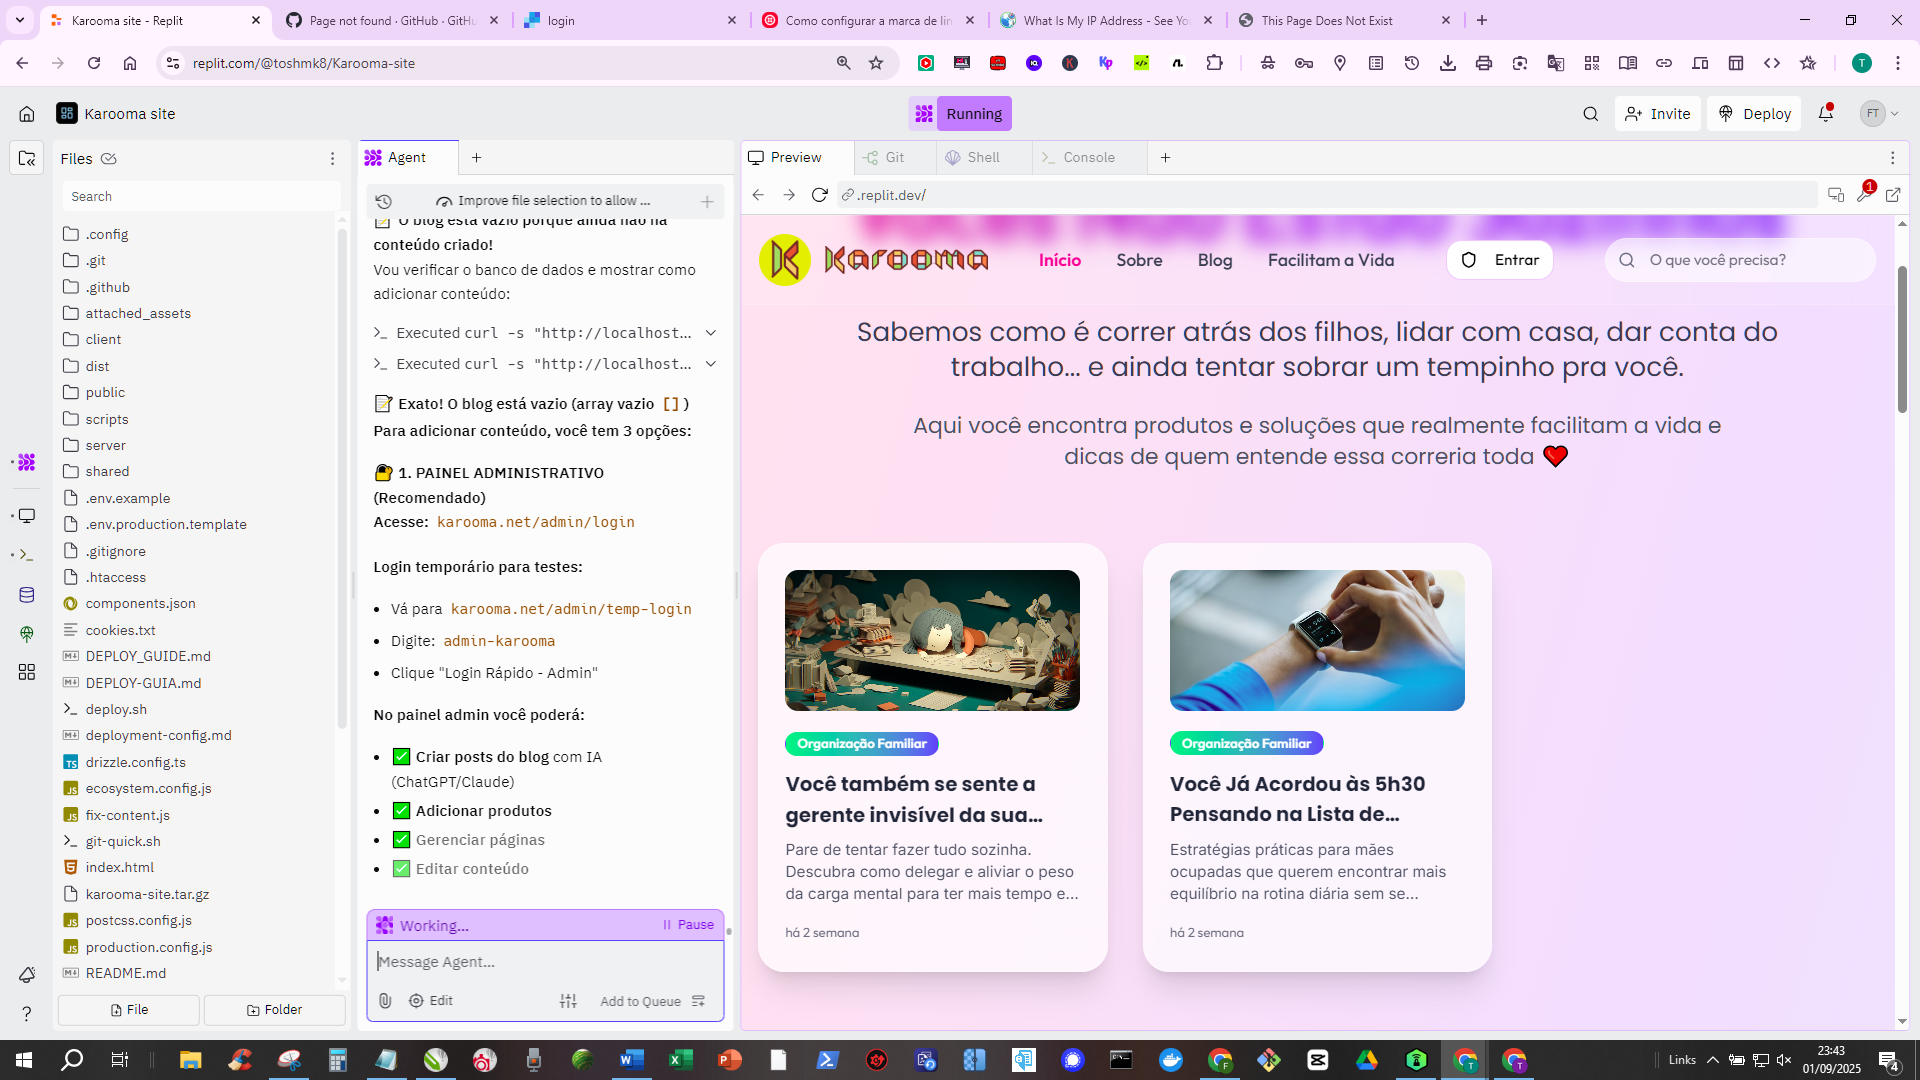 Karooma site - Replit
Page not found · GitHub · GitHu
login
Como configurar a marca de lin
What Is My IP Address - See Yo
This Page Does Not Exist
replit.com/@toshmk8/Karooma-site
T
Karooma site
Running
Invite
Deploy
FT
Files
Search
.config
.git
.github
attached_assets
client
dist
public
scripts
server
shared
.env.example
.env.production.template
.gitignore
.htaccess
components.json
cookies.txt
DEPLOY_GUIDE.md
DEPLOY-GUIA.md
deploy.sh
deployment-config.md
drizzle.config.ts
ecosystem.config.js
fix-content.js
git-quick.sh
index.html
karooma-site.tar.gz
postcss.config.js
production.config.js
README.md
File
Folder
Agent
Improve file selection to allow ...
📝 O blog está vazio porque ainda não há
conteúdo criado!
Vou verificar o banco de dados e mostrar como
adicionar conteúdo:
Executed curl -s "http://localhost...
Executed curl -s "http://localhost...
📝 Exato! O blog está vazio (array vazio [] )
Para adicionar conteúdo, você tem 3 opções:
🔐 1. PAINEL ADMINISTRATIVO
(Recomendado)
Acesse: karooma.net/admin/login
Login temporário para testes:
• Vá para karooma.net/admin/temp-login
• Digite: admin-karooma
• Clique "Login Rápido - Admin"
No painel admin você poderá:
• ✅ Criar posts do blog com IA
(ChatGPT/Claude)
• ✅ Adicionar produtos
• ✅ Gerenciar páginas
• ✅ Editar conteúdo
Working...
Pause
Message Agent...
Edit
Add to Queue
Preview
Git
Shell
Console
.replit.dev/
1
Karooma
Início
Sobre
Blog
Facilitam a Vida
Entrar
O que você precisa?
Sabemos como é correr atrás dos filhos, lidar com casa, dar conta do
trabalho... e ainda tentar sobrar um tempinho pra você.
Aqui você encontra produtos e soluções que realmente facilitam a vida e
dicas de quem entende essa correria toda ❤️
Organização Familiar
Você também se sente a
gerente invisível da sua...
Pare de tentar fazer tudo sozinha.
Descubra como delegar e aliviar o peso
da carga mental para ter mais tempo e...
há 2 semana
Organização Familiar
Você Já Acordou às 5h30
Pensando na Lista de...
Estratégias práticas para mães
ocupadas que querem encontrar mais
equilíbrio na rotina diária sem se...
há 2 semana
Links
23:43
01/09/2025
4